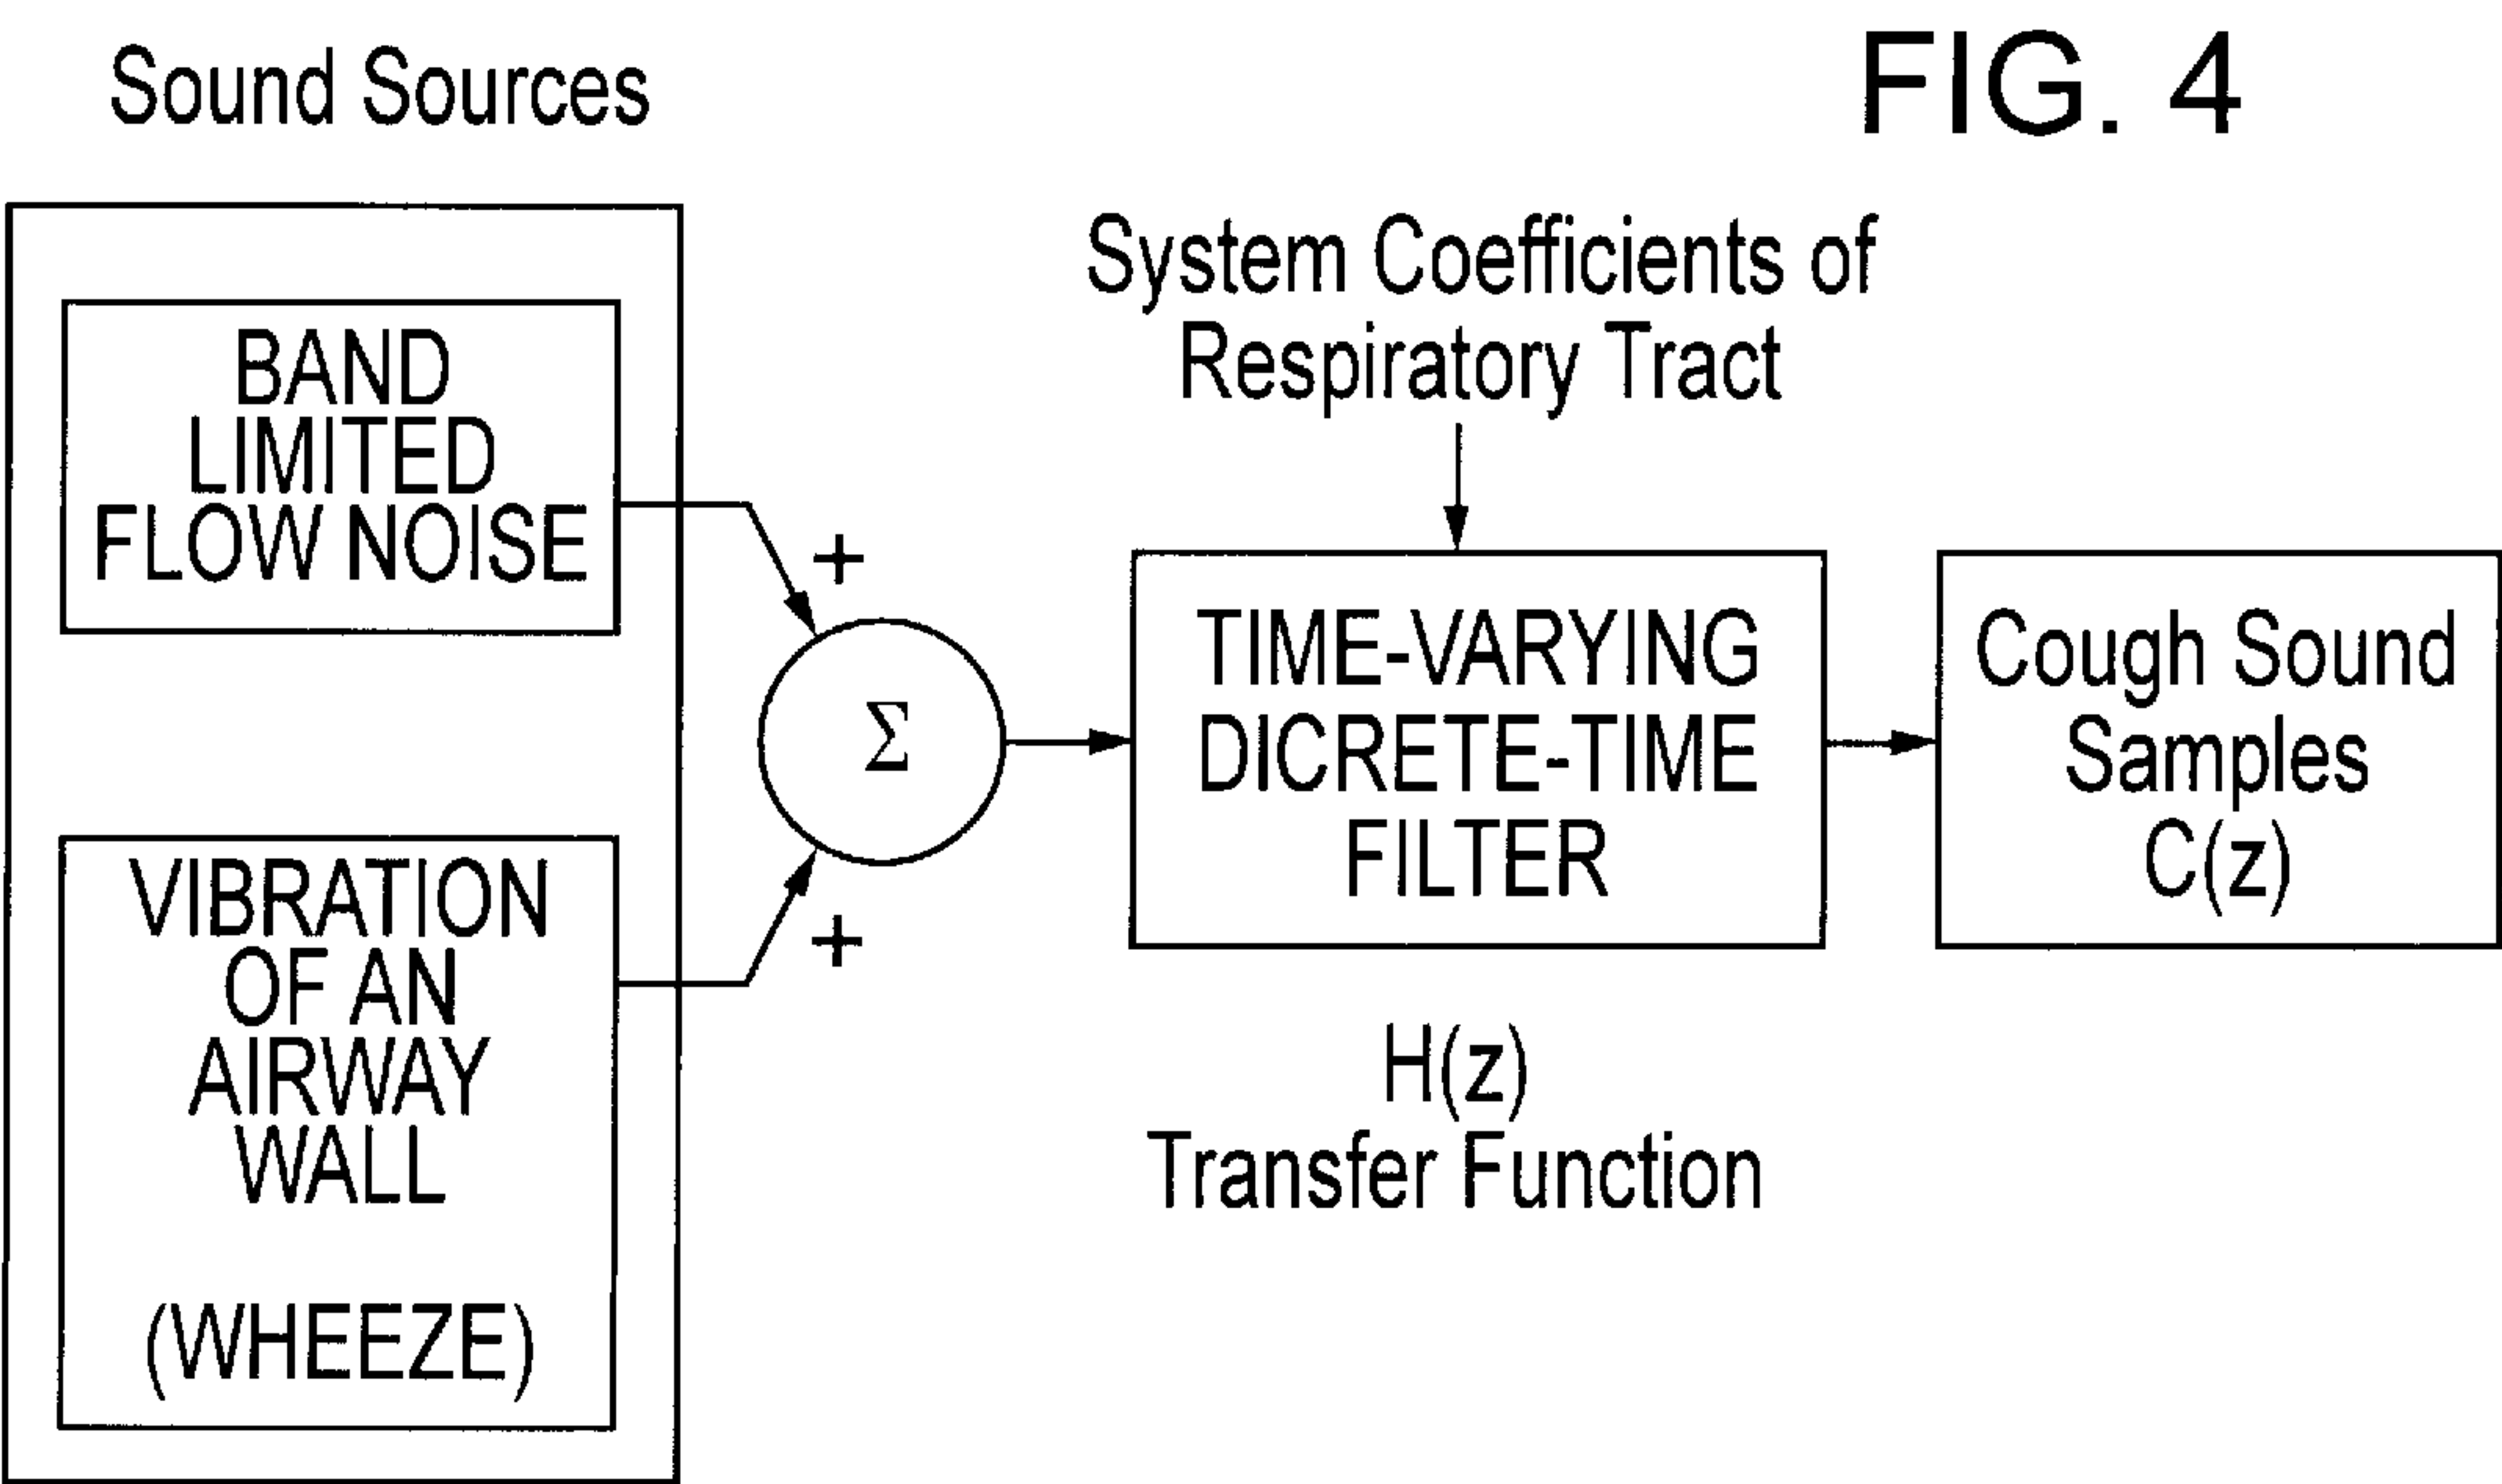 Sound Sources
FIG. 4
BAND
LIMITED
FLOW NOISE
VIBRATION
OF AN
AIRWAY
WALL
(WHEEZE)
+
+
Σ
System Coefficients of
Respiratory Tract
TIME-VARYING
DICRETE-TIME
FILTER
H(z)
Transfer Function
Cough Sound
Samples
C(z)